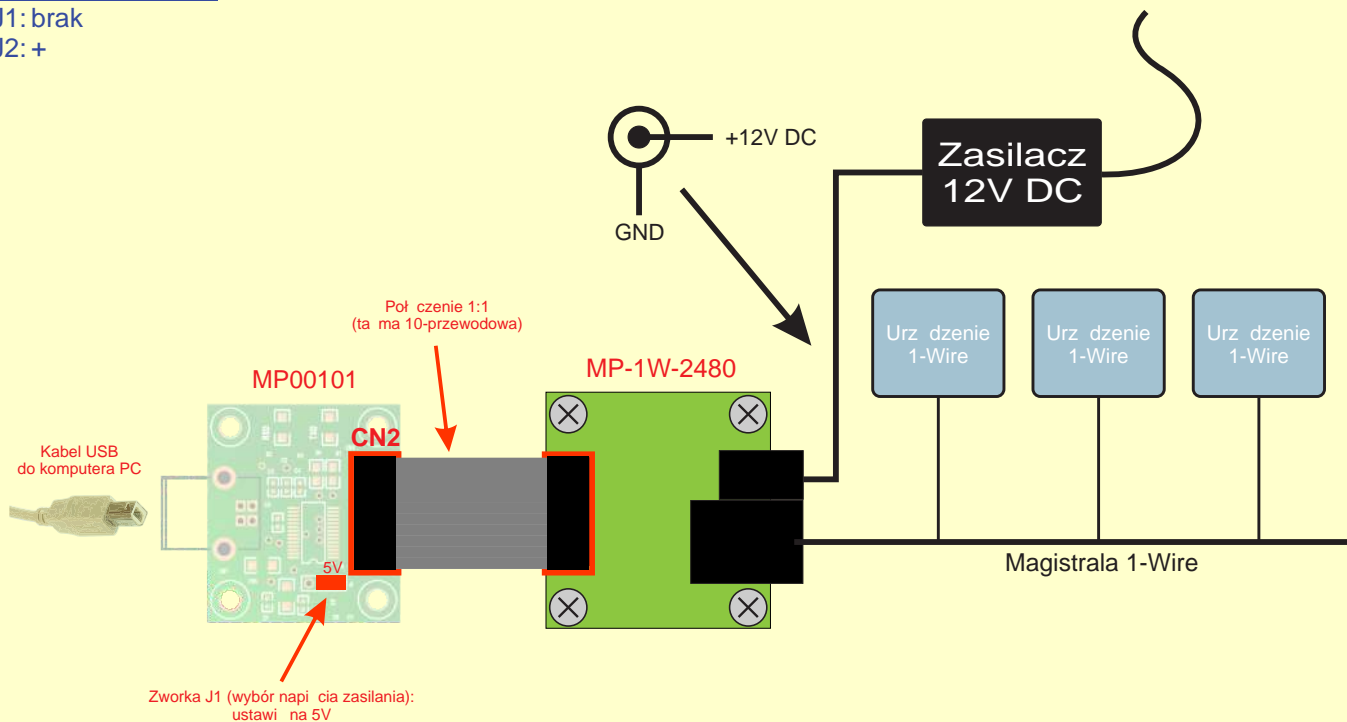 J1: brak
J2: +
+12V DC
GND
Zasilacz
12V DC
Poł czenie 1:1
(ta ma 10-przewodowa)
MP00101
MP-1W-2480
Urz dzenie
1-Wire
Urz dzenie
1-Wire
Urz dzenie
1-Wire
CN2
Kabel USB
do komputera PC
5V
Magistrala 1-Wire
Zworka J1 (wybór napi cia zasilania):
ustawi na 5V